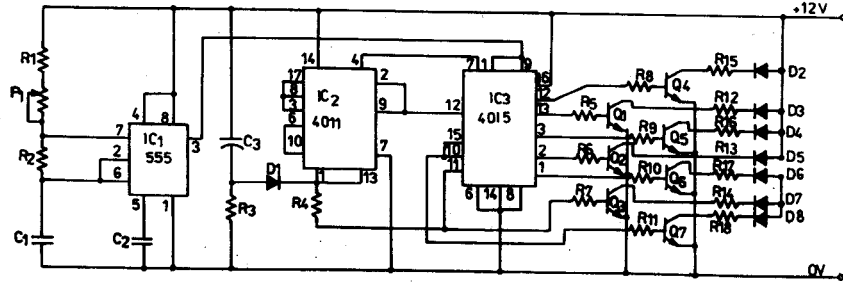 +12V
R1
P1
R2
C1
4
8
7
2
6
3
5
1
IC1
555
C2
C3
R3
D1
14
4
17
8
3
6
10
2
9
7
1
13
IC2
4011
R4
7
1
9
16
12
13
3
2
1
12
15
10
11
6
14
8
IC3
4015
R5
R6
R7
R8
R9
R10
R11
Q1
Q2
Q3
Q4
Q5
Q6
Q7
R15
R12
R16
R13
R17
R14
R18
D2
D3
D4
D5
D6
D7
D8
0V